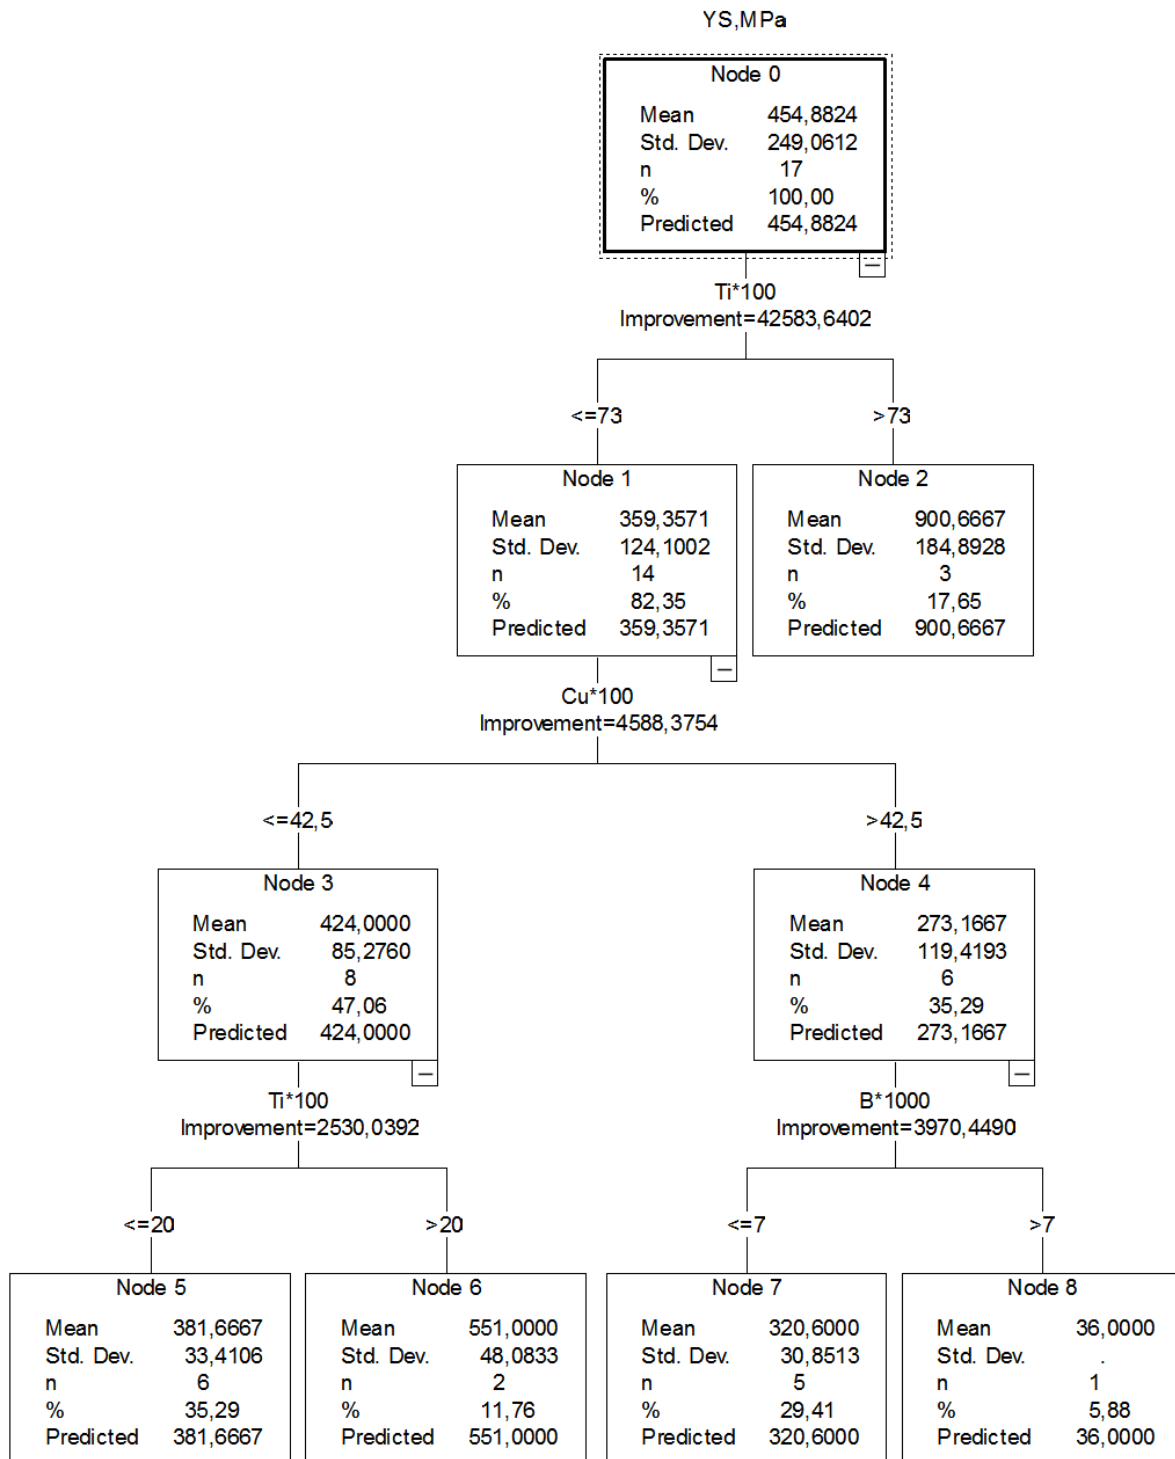 YS,MPa
Node 0
Mean 454,8824
Std. Dev. 249,0612
n 17
% 100,00
Predicted 454,8824
Ti*100
Improvement=42583,6402
<=73
>73
Node 1
Mean 359,3571
Std. Dev. 124,1002
n 14
% 82,35
Predicted 359,3571
Node 2
Mean 900,6667
Std. Dev. 184,8928
n 3
% 17,65
Predicted 900,6667
Cu*100
Improvement=4588,3754
<=42,5
>42,5
Node 3
Mean 424,0000
Std. Dev. 85,2760
n 8
% 47,06
Predicted 424,0000
Node 4
Mean 273,1667
Std. Dev. 119,4193
n 6
% 35,29
Predicted 273,1667
Ti*100
Improvement=2530,0392
B*1000
Improvement=3970,4490
<=20
>20
<=7
>7
Node 5
Mean 381,6667
Std. Dev. 33,4106
n 6
% 35,29
Predicted 381,6667
Node 6
Mean 551,0000
Std. Dev. 48,0833
n 2
% 11,76
Predicted 551,0000
Node 7
Mean 320,6000
Std. Dev. 30,8513
n 5
% 29,41
Predicted 320,6000
Node 8
Mean 36,0000
Std. Dev. .
n 1
% 5,88
Predicted 36,0000